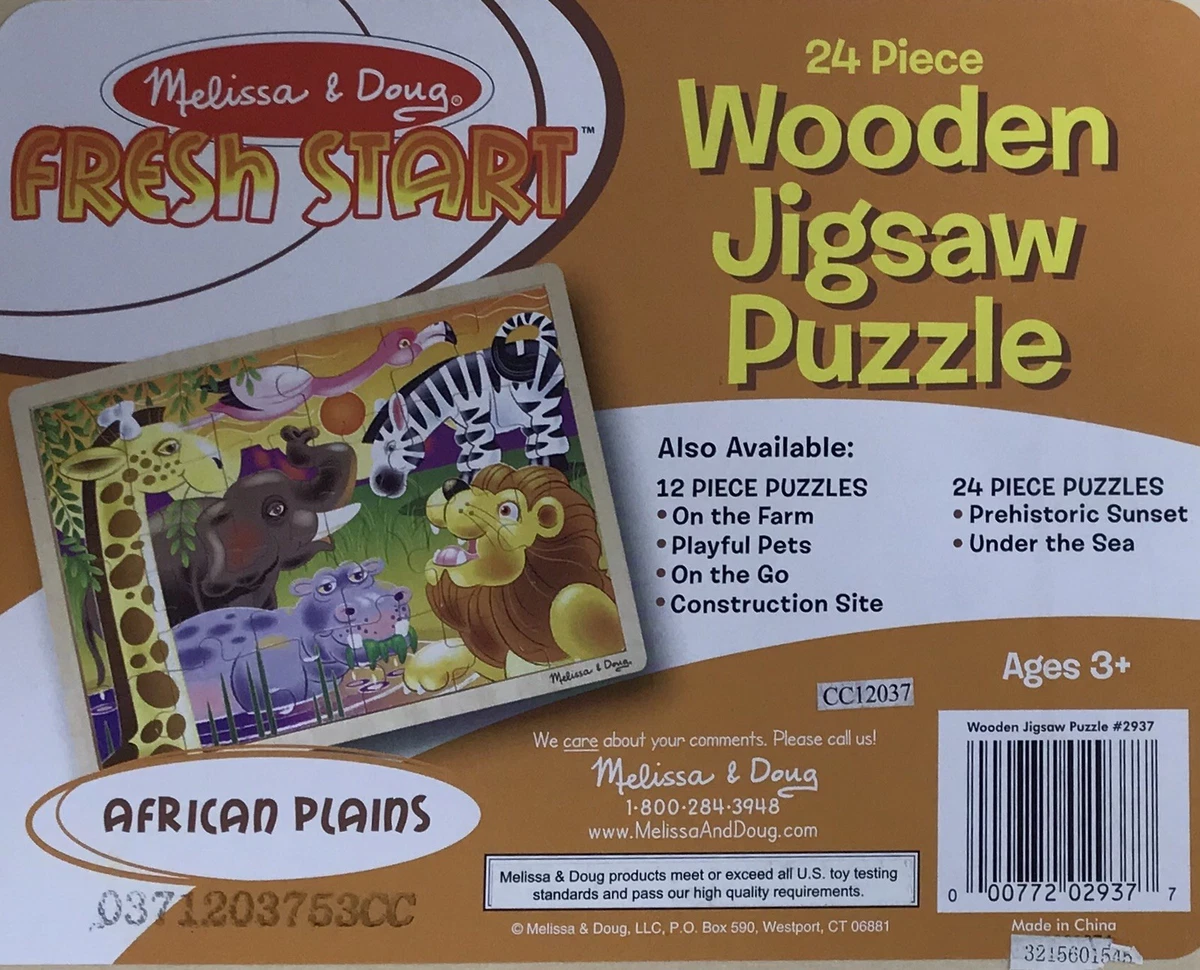 Melissa & Doug®
FRESH START™
24 Piece
Wooden
Jigsaw
Puzzle
Also Available:
12 PIECE PUZZLES
• On the Farm
• Playful Pets
• On the Go
• Construction Site
24 PIECE PUZZLES
• Prehistoric Sunset
• Under the Sea
Ages 3+
Melissa & Doug
CC12037
AFRICAN PLAINS
We care about your comments. Please call us!
Melissa & Doug
1-800-284-3948
www.MelissaAndDoug.com
Melissa & Doug products meet or exceed all U.S. toy testing
standards and pass our high quality requirements.
© Melissa & Doug, LLC, P.O. Box 590, Westport, CT 06881
Wooden Jigsaw Puzzle #2937
0 00772 02937 7
Made in China
0371203753CC